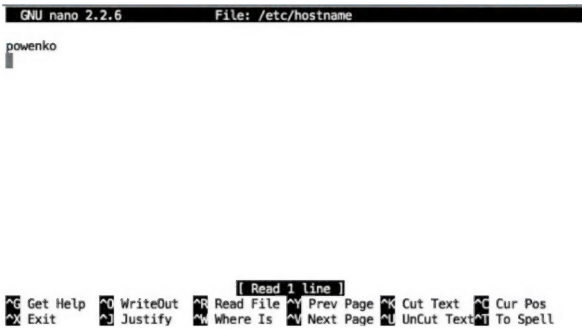 GNU nano 2.2.6 File: /etc/hostname
powenko
[ Read 1 line ]
^G Get Help ^O WriteOut ^R Read File ^Y Prev Page ^K Cut Text ^C Cur Pos
^X Exit ^J Justify ^W Where Is ^V Next Page ^U UnCut Text ^T To Spell